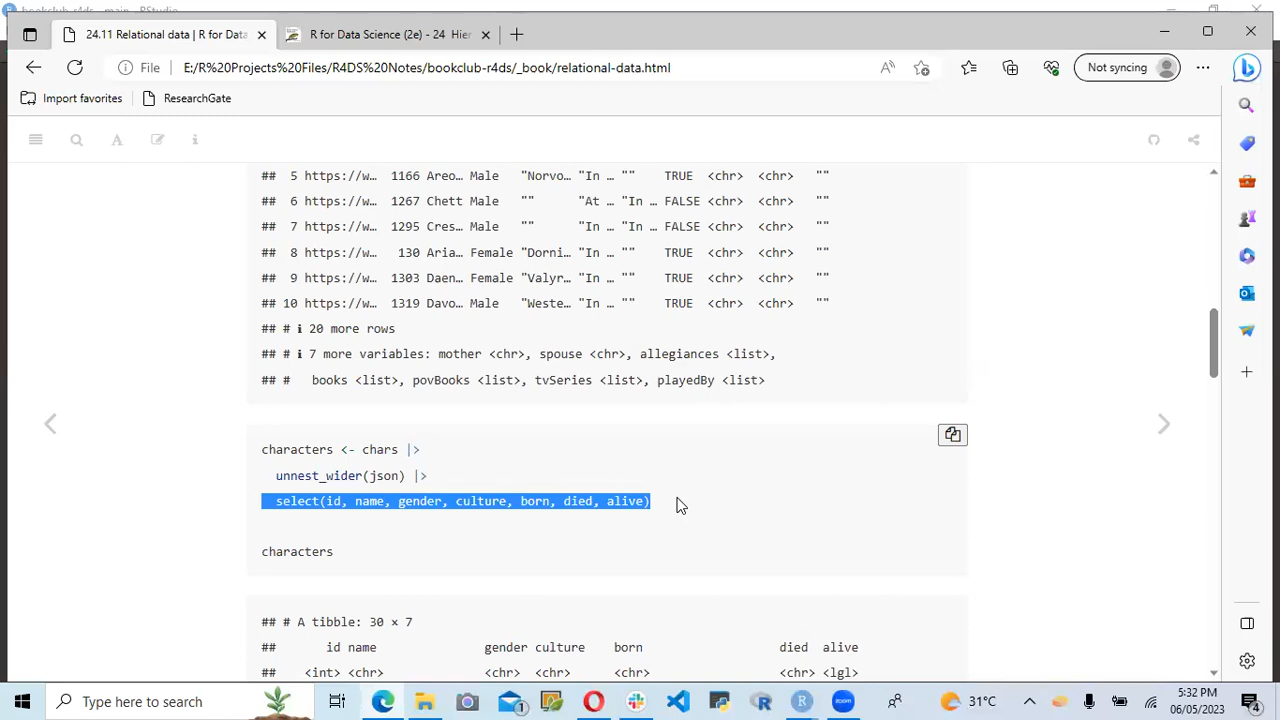 bookclub-r4ds - main - RStudio
24.11 Relational data | R for Data
R for Data Science (2e) - 24 Hier
File E:/R%20Projects%20Files/R4DS%20Notes/bookclub-r4ds/_book/relational-data.html
Not syncing
Import favorites
ResearchGate
## 5 https://w… 1166 Areo… Male "Norvo… "In … "" TRUE <chr> <chr> ""
## 6 https://w… 1267 Chett Male "" "At … "In … FALSE <chr> <chr> ""
## 7 https://w… 1295 Cres… Male "" "In … "In … FALSE <chr> <chr> ""
## 8 https://w… 130 Aria… Female "Dorni… "In … "" TRUE <chr> <chr> ""
## 9 https://w… 1303 Daen… Female "Valyr… "In … "" TRUE <chr> <chr> ""
## 10 https://w… 1319 Davo… Male "Weste… "In … "" TRUE <chr> <chr> ""
## # ℹ 20 more rows
## # ℹ 7 more variables: mother <chr>, spouse <chr>, allegiances <list>,
## # books <list>, povBooks <list>, tvSeries <list>, playedBy <list>
characters <- chars |>
unnest_wider(json) |>
select(id, name, gender, culture, born, died, alive)
characters
## # A tibble: 30 × 7
## id name gender culture born died alive
## <int> <chr> <chr> <chr> <chr> <chr> <lgl>
Type here to search
1
31°C
5:32 PM
06/05/2023
4